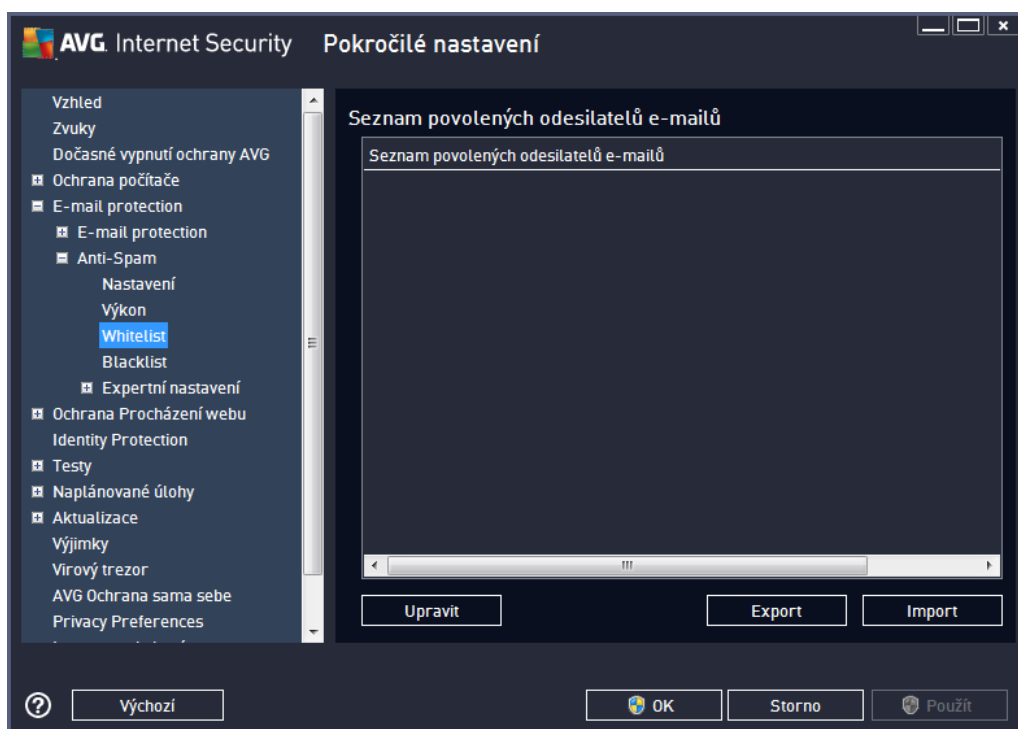 AVG. Internet Security Pokročilé nastavení
Vzhled
Zvuky
Dočasné vypnutí ochrany AVG
Ochrana počítače
E-mail protection
E-mail protection
Anti-Spam
Nastavení
Výkon
Whitelist
Blacklist
Expertní nastavení
Ochrana Procházení webu
Identity Protection
Testy
Naplánované úlohy
Aktualizace
Výjimky
Virový trezor
AVG Ochrana sama sebe
Privacy Preferences
Seznam povolených odesilatelů e-mailů
Seznam povolených odesilatelů e-mailů
Upravit
Export
Import
Výchozí
OK
Storno
Použít